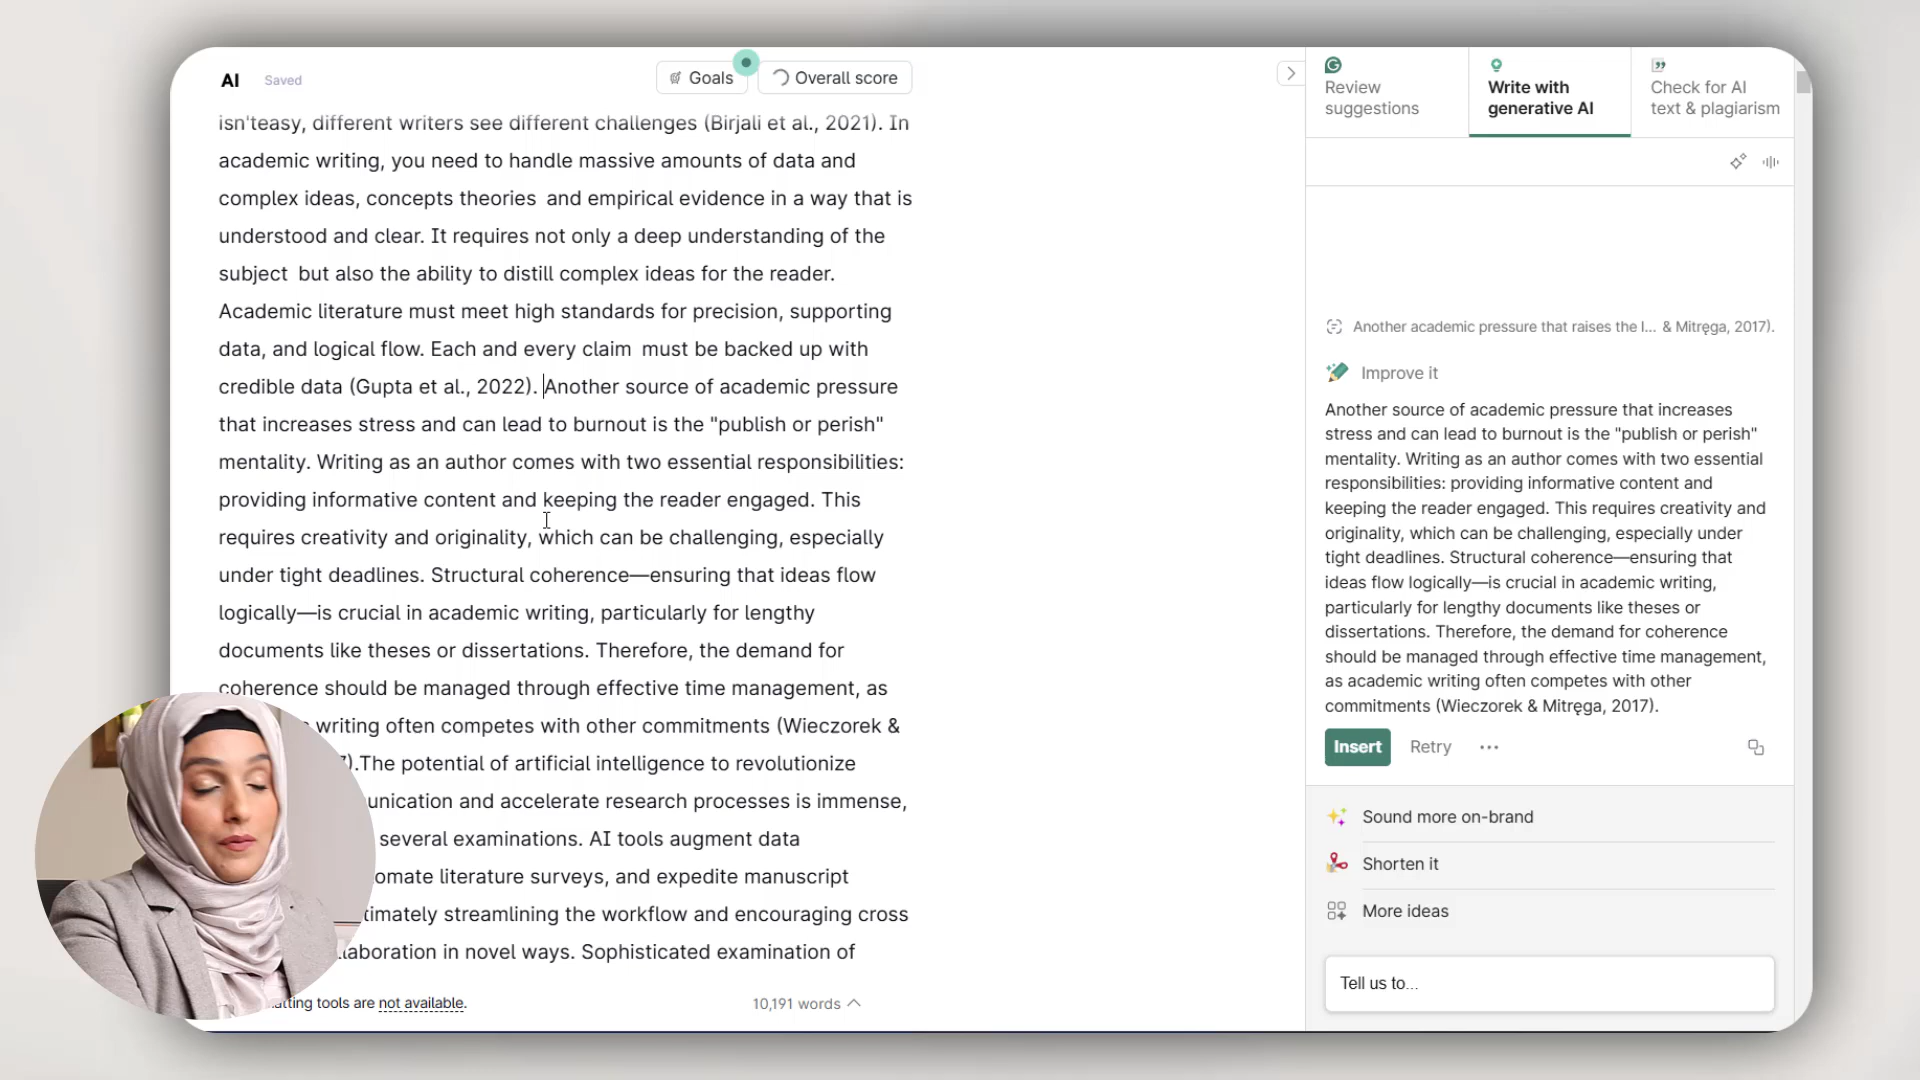 AI
Saved
Goals
Overall score
isn'teasy, different writers see different challenges (Birjali et al., 2021). In
academic writing, you need to handle massive amounts of data and
complex ideas, concepts theories  and empirical evidence in a way that is
understood and clear. It requires not only a deep understanding of the
subject  but also the ability to distill complex ideas for the reader.
Academic literature must meet high standards for precision, supporting
data, and logical flow. Each and every claim  must be backed up with
credible data (Gupta et al., 2022). Another source of academic pressure
that increases stress and can lead to burnout is the "publish or perish"
mentality. Writing as an author comes with two essential responsibilities:
providing informative content and keeping the reader engaged. This
requires creativity and originality, which can be challenging, especially
under tight deadlines. Structural coherence—ensuring that ideas flow
logically—is crucial in academic writing, particularly for lengthy
documents like theses or dissertations. Therefore, the demand for
coherence should be managed through effective time management, as
writing often competes with other commitments (Wieczorek &
7).The potential of artificial intelligence to revolutionize
unication and accelerate research processes is immense,
several examinations. AI tools augment data
omate literature surveys, and expedite manuscript
timately streamlining the workflow and encouraging cross
laboration in novel ways. Sophisticated examination of
atting tools are not available.
10,191 words
Review
suggestions
Write with
generative AI
Check for AI
text & plagiarism
Another academic pressure that raises the l... & Mitręga, 2017).
Improve it
Another source of academic pressure that increases
stress and can lead to burnout is the "publish or perish"
mentality. Writing as an author comes with two essential
responsibilities: providing informative content and
keeping the reader engaged. This requires creativity and
originality, which can be challenging, especially under
tight deadlines. Structural coherence—ensuring that
ideas flow logically—is crucial in academic writing,
particularly for lengthy documents like theses or
dissertations. Therefore, the demand for coherence
should be managed through effective time management,
as academic writing often competes with other
commitments (Wieczorek & Mitręga, 2017).
Insert
Retry
Sound more on-brand
Shorten it
More ideas
Tell us to...